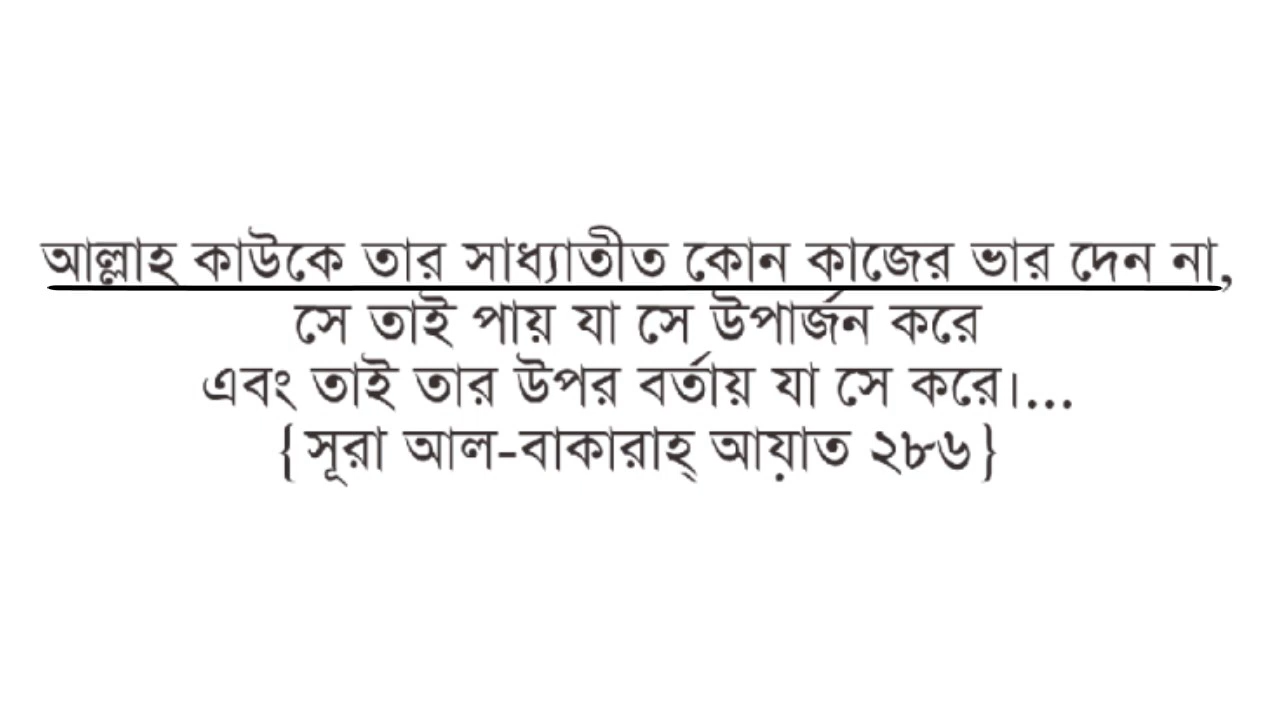 আল্লাহ কাউকে তার সাধ্যাতীত কোন কাজের ভার দেন না,
সে তাই পায় যা সে উপার্জন করে
এবং তাই তার উপর বর্তায় যা সে করে।...
{সূরা আল-বাকারাহ্ আয়াত ২৮৬}